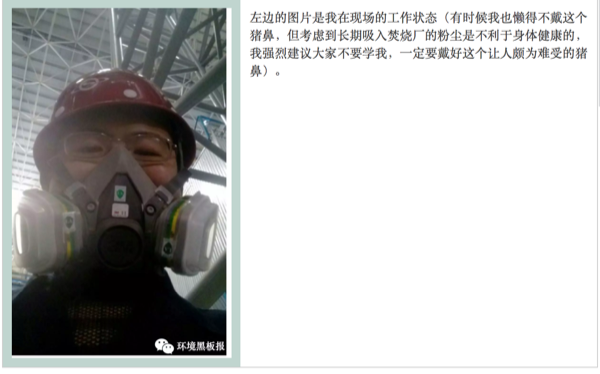 左边的图片是我在现场的工作状态（有时候我也懒得不戴这个
猪鼻，但考虑到长期吸入焚烧厂的粉尘是不利于身体健康的，
我强烈建议大家不要学我，一定要戴好这个让人颇为难受的猪
鼻）。
环境黑板报